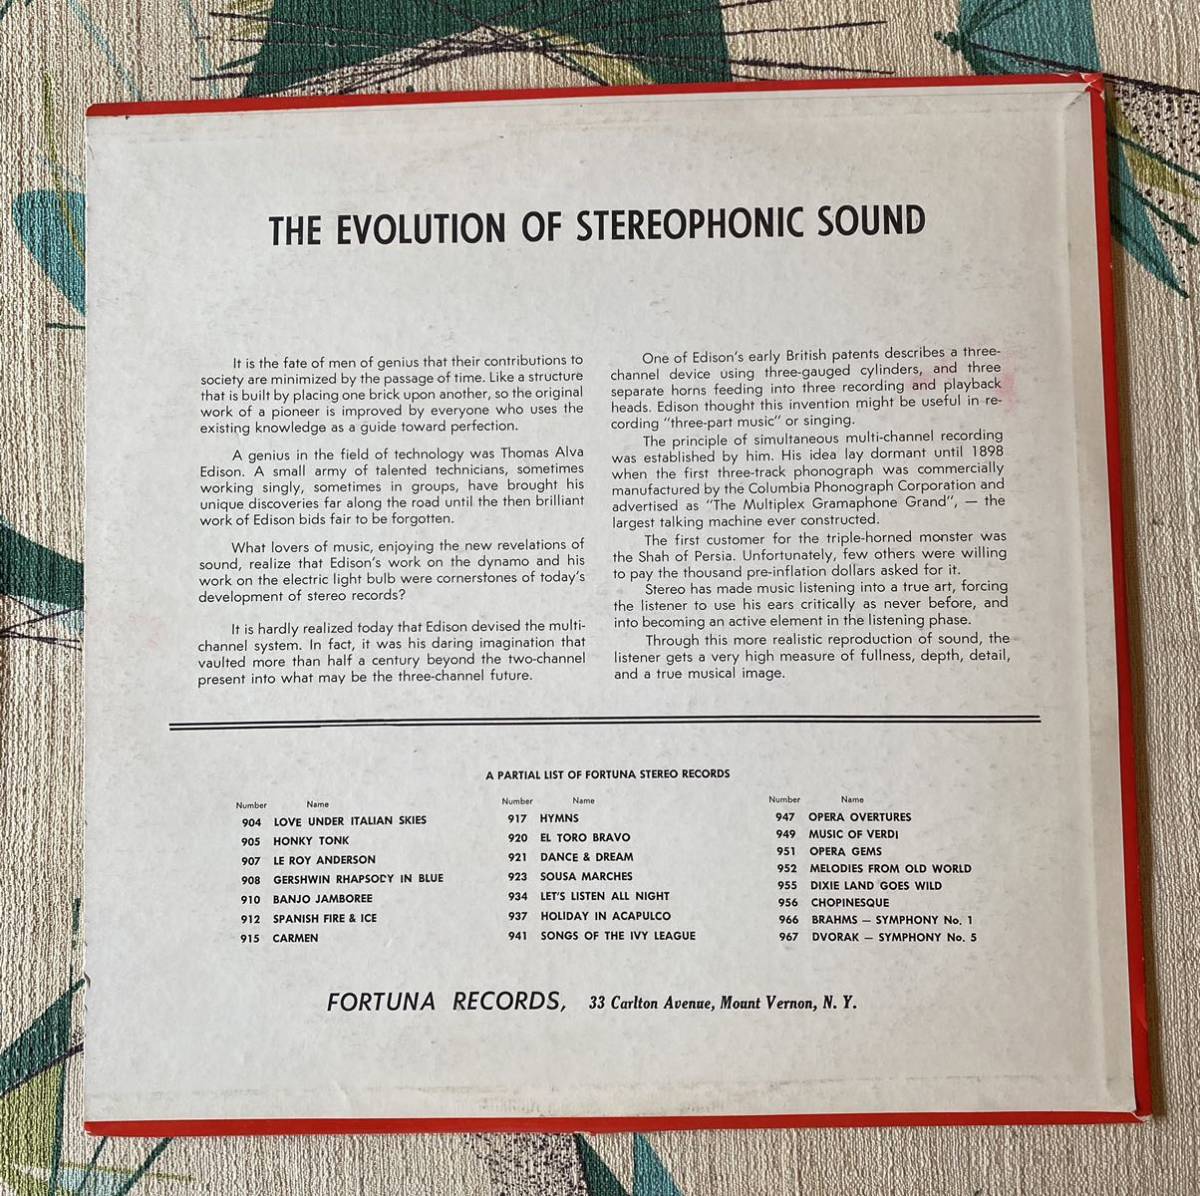 THE EVOLUTION OF STEREOPHONIC SOUND
It is the fate of men of genius that their contributions to
society are minimized by the passage of time. Like a structure
that is built by placing one brick upon another, so the original
work of a pioneer is improved by everyone who uses the
existing knowledge as a guide toward perfection.
A genius in the field of technology was Thomas Alva
Edison. A small army of talented technicians, sometimes
working singly, sometimes in groups, have brought his
unique discoveries far along the road until the then brilliant
work of Edison bids fair to be forgotten.
What lovers of music, enjoying the new revelations of
sound, realize that Edison's work on the dynamo and his
work on the electric light bulb were cornerstones of today's
development of stereo records?
It is hardly realized today that Edison devised the multi-
channel system. In fact, it was his daring imagination that
vaulted more than half a century beyond the two-channel
present into what may be the three-channel future.
One of Edison's early British patents describes a three-
channel device using three-gauged cylinders, and three
separate horns feeding into three recording and playback
heads. Edison thought this invention might be useful in re-
cording "three-part music" or singing.
The principle of simultaneous multi-channel recording
was established by him. His idea lay dormant until 1898
when the first three-track phonograph was commercially
manufactured by the Columbia Phonograph Corporation and
advertised as "The Multiplex Gramaphone Grand", — the
largest talking machine ever constructed.
The first customer for the triple-horned monster was
the Shah of Persia. Unfortunately, few others were willing
to pay the thousand pre-inflation dollars asked for it.
Stereo has made music listening into a true art, forcing
the listener to use his ears critically as never before, and
into becoming an active element in the listening phase.
Through this more realistic reproduction of sound, the
listener gets a very high measure of fullness, depth, detail,
and a true musical image.
A PARTIAL LIST OF FORTUNA STEREO RECORDS
Number Name
904 LOVE UNDER ITALIAN SKIES
905 HONKY TONK
907 LE ROY ANDERSON
908 GERSHWIN RHAPSODY IN BLUE
910 BANJO JAMBOREE
912 SPANISH FIRE & ICE
915 CARMEN
Number Name
917 HYMNS
920 EL TORO BRAVO
921 DANCE & DREAM
923 SOUSA MARCHES
934 LET'S LISTEN ALL NIGHT
937 HOLIDAY IN ACAPULCO
941 SONGS OF THE IVY LEAGUE
Number Name
947 OPERA OVERTURES
949 MUSIC OF VERDI
951 OPERA GEMS
952 MELODIES FROM OLD WORLD
955 DIXIE LAND GOES WILD
956 CHOPINESQUE
966 BRAHMS — SYMPHONY No. 1
967 DVORAK — SYMPHONY No. 5
FORTUNA RECORDS, 33 Carlton Avenue, Mount Vernon, N. Y.